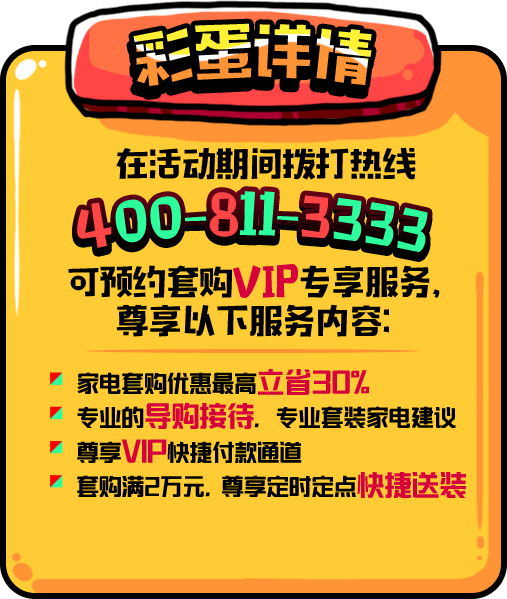 彩蛋详情
在活动期间拨打热线
400-811-3333
可预约套购VIP专享服务,
尊享以下服务内容:
家电套购优惠最高立省30%
专业的导购接待, 专业套装家电建议
尊享VIP快捷付款通道
套购满2万元, 尊享定时定点快捷送装